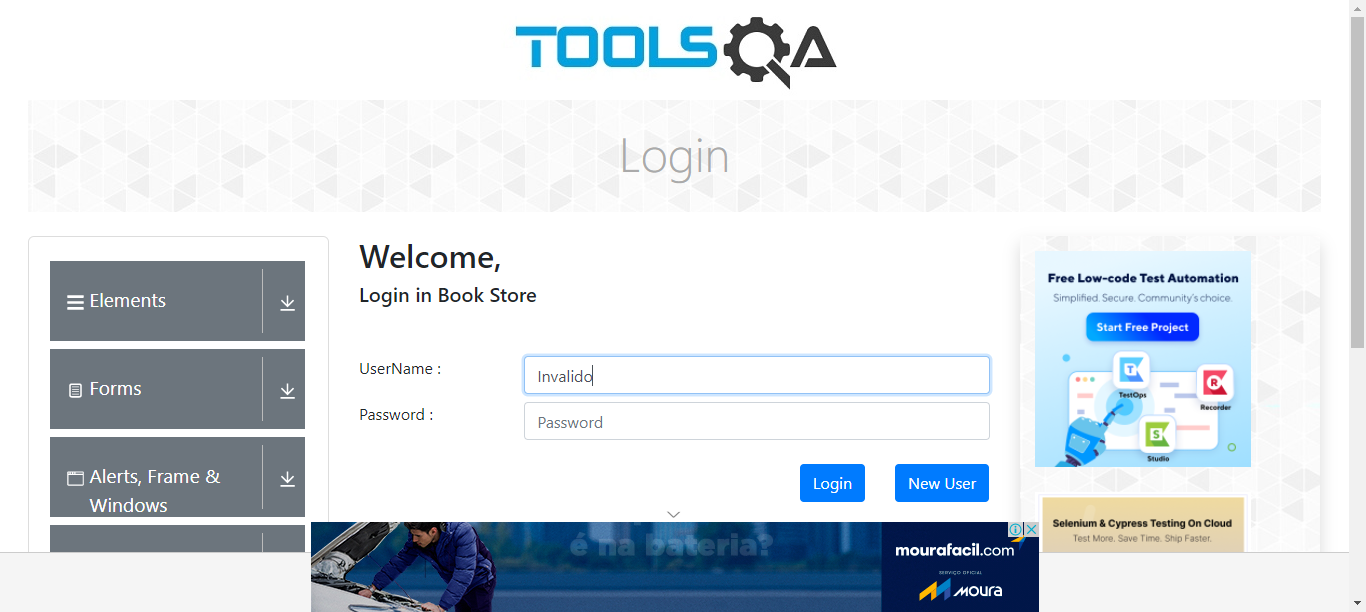 TOOLSQA
Login
Elements
Forms
Alerts, Frame &
Windows
Welcome,
Login in Book Store
UserName :
Invalido
Password :
Password
Login
New User
Free Low-code Test Automation
Simplified. Secure. Community's choice.
Start Free Project
TestOps
Recorder
Studio
Selenium & Cypress Testing On Cloud
Test More. Save Time. Ship Faster.
é na bateria?
mourafacil.com
SERVIÇO OFICIAL
moura